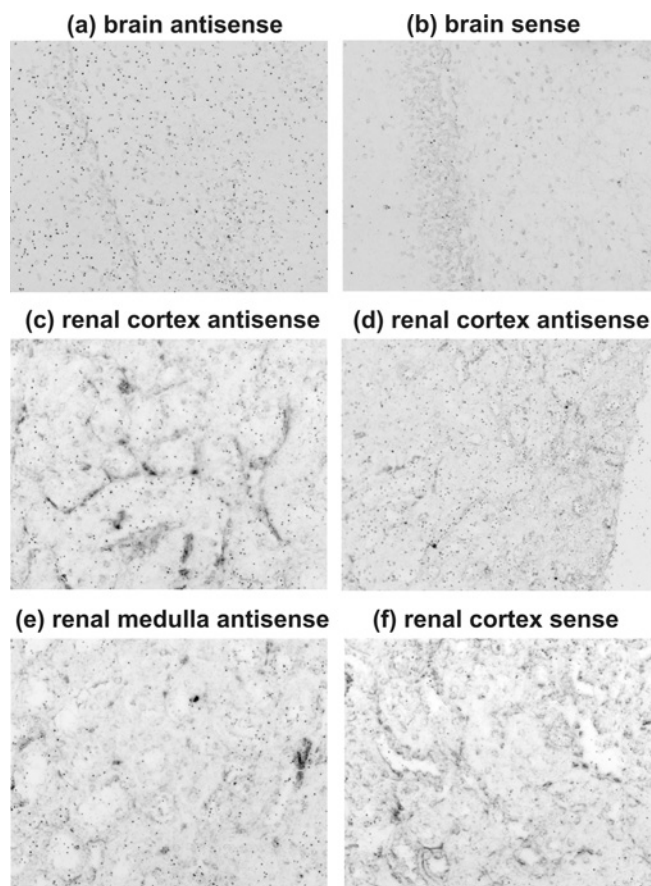 (a) brain antisense
(b) brain sense
(c) renal cortex antisense
(d) renal cortex antisense
(e) renal medulla antisense
(f) renal cortex sense